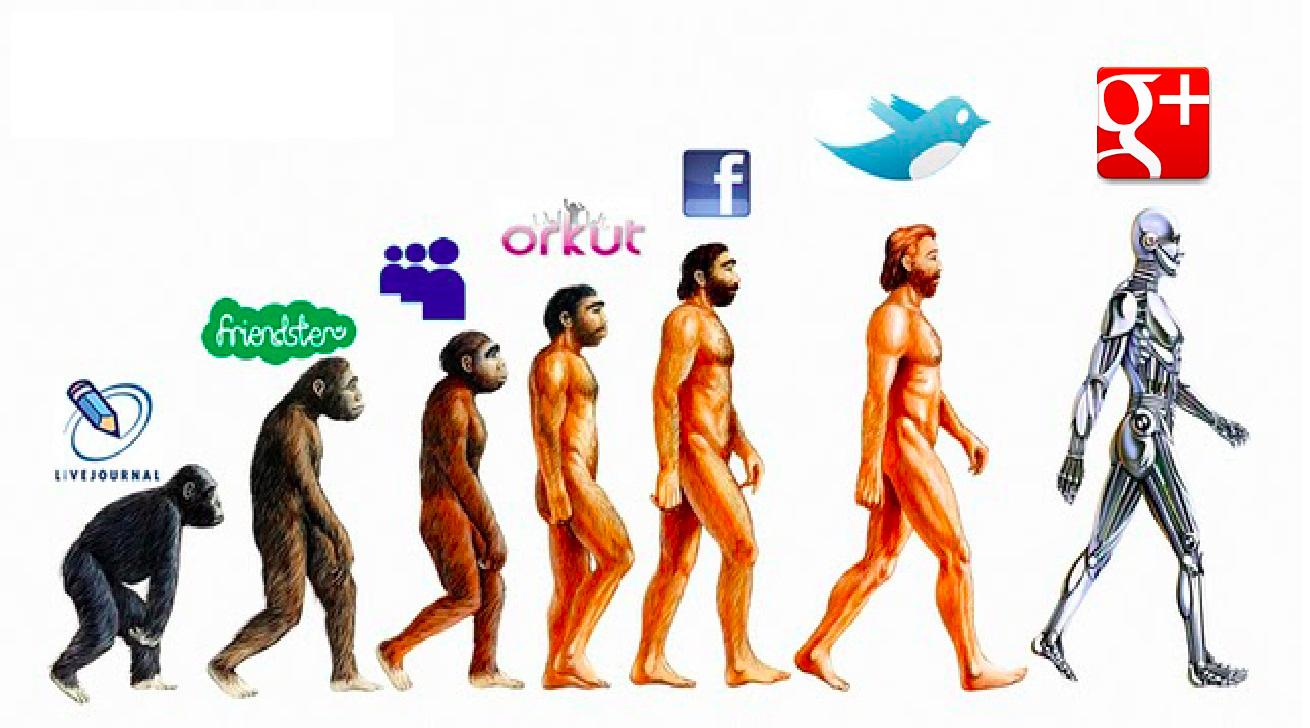 LIVEJOURNAL
friendster
orkut
f
g+